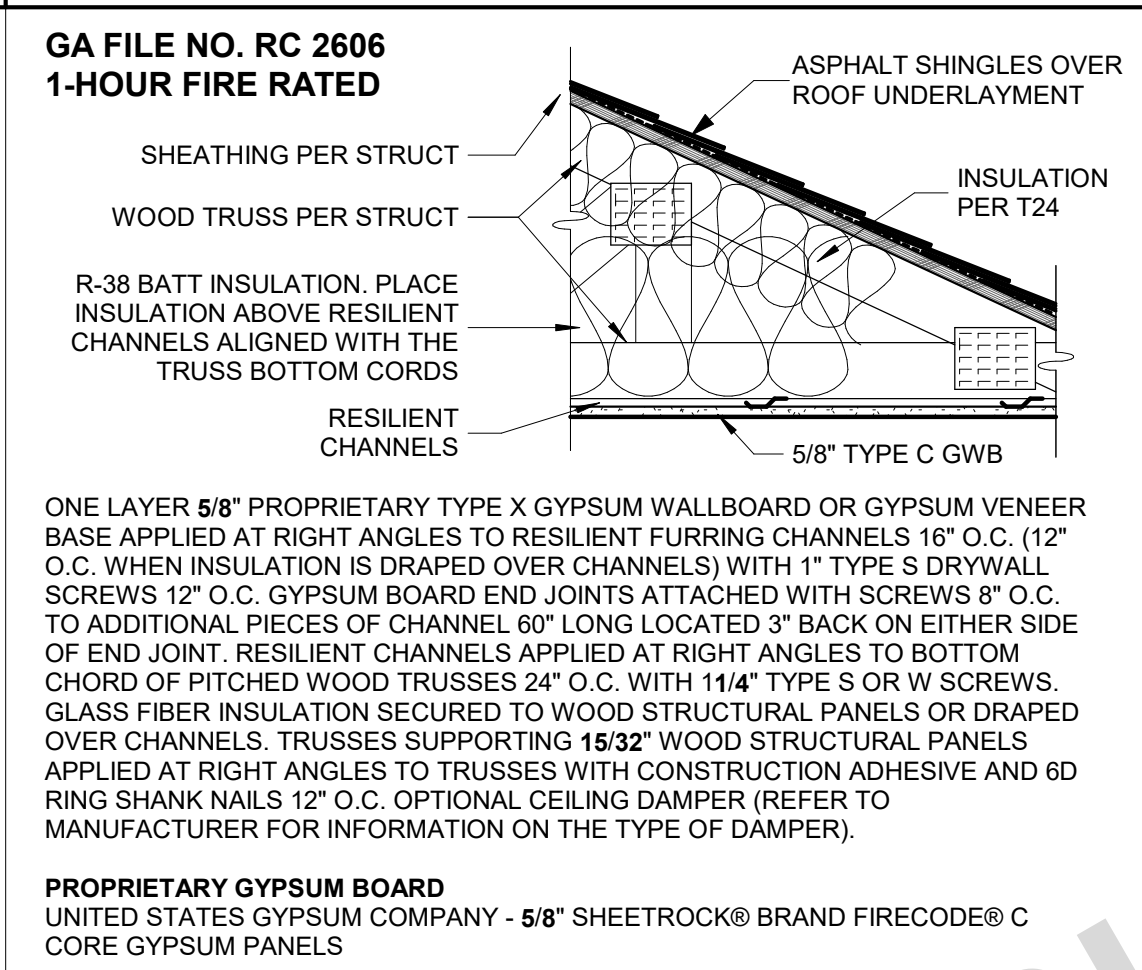 GA FILE NO. RC 2606
1-HOUR FIRE RATED
ASPHALT SHINGLES OVER
ROOF UNDERLAYMENT
SHEATHING PER STRUCT
INSULATION
PER T24
WOOD TRUSS PER STRUCT
R-38 BATT INSULATION. PLACE
INSULATION ABOVE RESILIENT
CHANNELS ALIGNED WITH THE
TRUSS BOTTOM CORDS
RESILIENT
CHANNELS
5/8" TYPE C GWB
ONE LAYER 5/8" PROPRIETARY TYPE X GYPSUM WALLBOARD OR GYPSUM VENEER
BASE APPLIED AT RIGHT ANGLES TO RESILIENT FURRING CHANNELS 16" O.C. (12"
O.C. WHEN INSULATION IS DRAPED OVER CHANNELS) WITH 1" TYPE S DRYWALL
SCREWS 12" O.C. GYPSUM BOARD END JOINTS ATTACHED WITH SCREWS 8" O.C.
TO ADDITIONAL PIECES OF CHANNEL 60" LONG LOCATED 3" BACK ON EITHER SIDE
OF END JOINT. RESILIENT CHANNELS APPLIED AT RIGHT ANGLES TO BOTTOM
CHORD OF PITCHED WOOD TRUSSES 24" O.C. WITH 11/4" TYPE S OR W SCREWS.
GLASS FIBER INSULATION SECURED TO WOOD STRUCTURAL PANELS OR DRAPED
OVER CHANNELS. TRUSSES SUPPORTING 15/32" WOOD STRUCTURAL PANELS
APPLIED AT RIGHT ANGLES TO TRUSSES WITH CONSTRUCTION ADHESIVE AND 6D
RING SHANK NAILS 12" O.C. OPTIONAL CEILING DAMPER (REFER TO
MANUFACTURER FOR INFORMATION ON THE TYPE OF DAMPER).
PROPRIETARY GYPSUM BOARD
UNITED STATES GYPSUM COMPANY - 5/8" SHEETROCK® BRAND FIRECODE® C
CORE GYPSUM PANELS